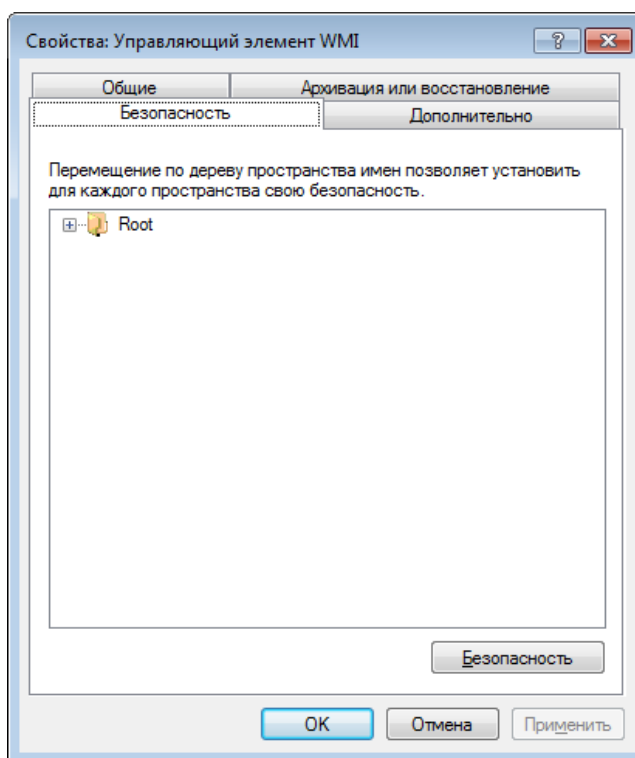 Свойства: Управляющий элемент WMI
Общие
Архивация или восстановление
Безопасность
Дополнительно
Перемещение по дереву пространства имен позволяет установить
для каждого пространства свою безопасность.
Root
Безопасность
OK
Отмена
Применить